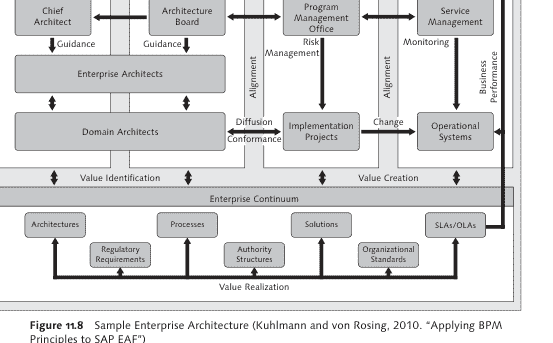 Chief
Architect
Architecture
Board
Program
Management
Office
Service
Management
Guidance
Guidance
Risk
Management
Monitoring
Enterprise Architects
Alignment
Alignment
Business
Performance
Domain Architects
Diffusion
Conformance
Implementation
Projects
Change
Operational
Systems
Value Identification
Value Creation
Enterprise Continuum
Architectures
Processes
Solutions
SLAs/OLAs
Regulatory
Requirements
Authority
Structures
Organizational
Standards
Value Realization
Figure 11.8 Sample Enterprise Architecture (Kuhlmann and von Rosing, 2010. “Applying BPM
Principles to SAP EAF”)